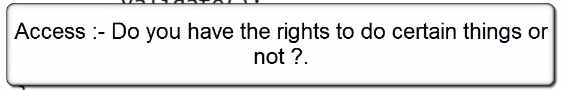 Access :- Do you have the rights to do certain things or
not ?.